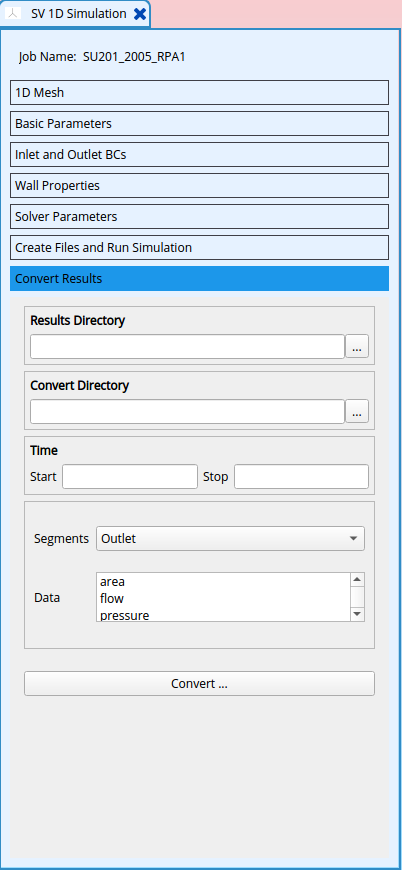 SV 1D Simulation
Job Name: SU201_2005_RPA1
1D Mesh
Basic Parameters
Inlet and Outlet BCs
Wall Properties
Solver Parameters
Create Files and Run Simulation
Convert Results
Results Directory
...
Convert Directory
...
Time
Start Stop
Segments Outlet
Data
area
flow
pressure
Convert ...